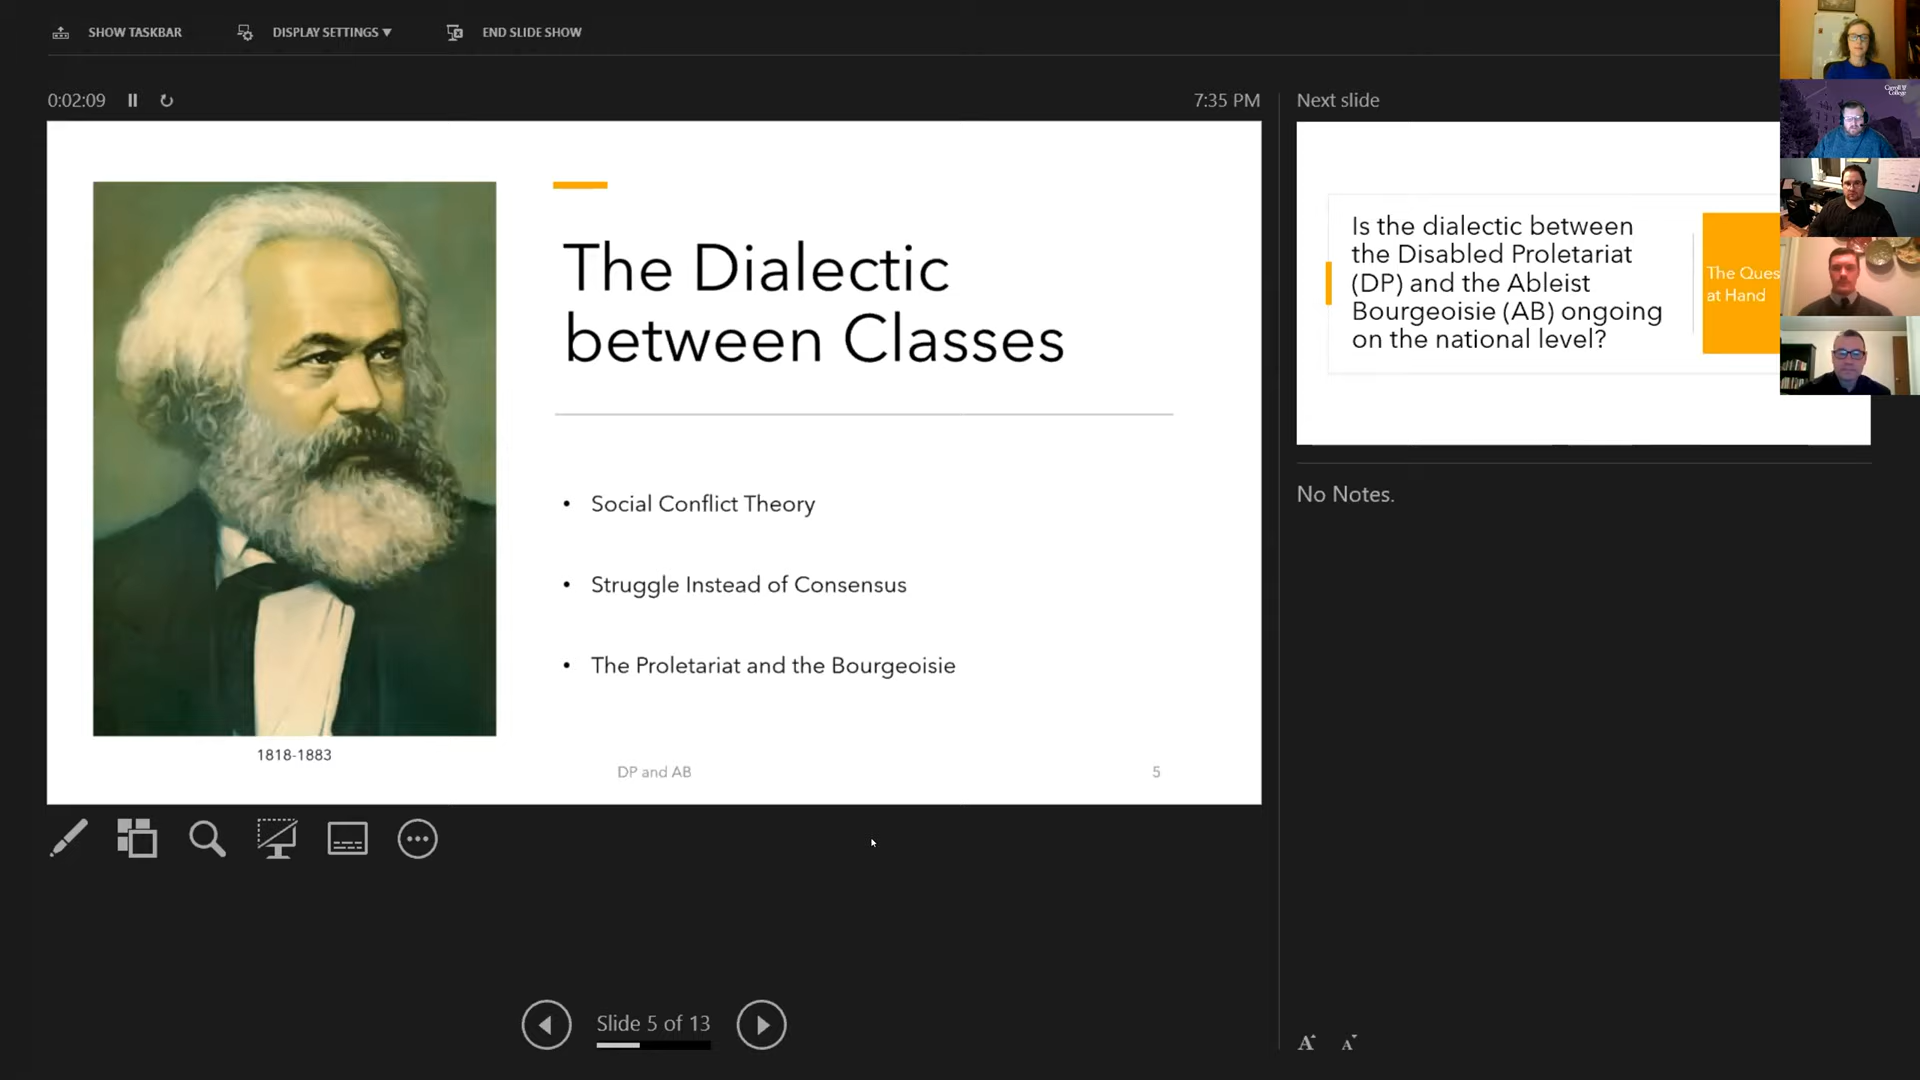 SHOW TASKBAR
DISPLAY SETTINGS ▼
END SLIDE SHOW
0:02:09
7:35 PM
Next slide
The Dialectic
between Classes
• Social Conflict Theory
• Struggle Instead of Consensus
• The Proletariat and the Bourgeoisie
1818-1883
DP and AB
5
Is the dialectic between
the Disabled Proletariat
(DP) and the Ableist
Bourgeoisie (AB) ongoing
on the national level?
The Ques
at Hand
Carroll
College
No Notes.
Slide 5 of 13
A A